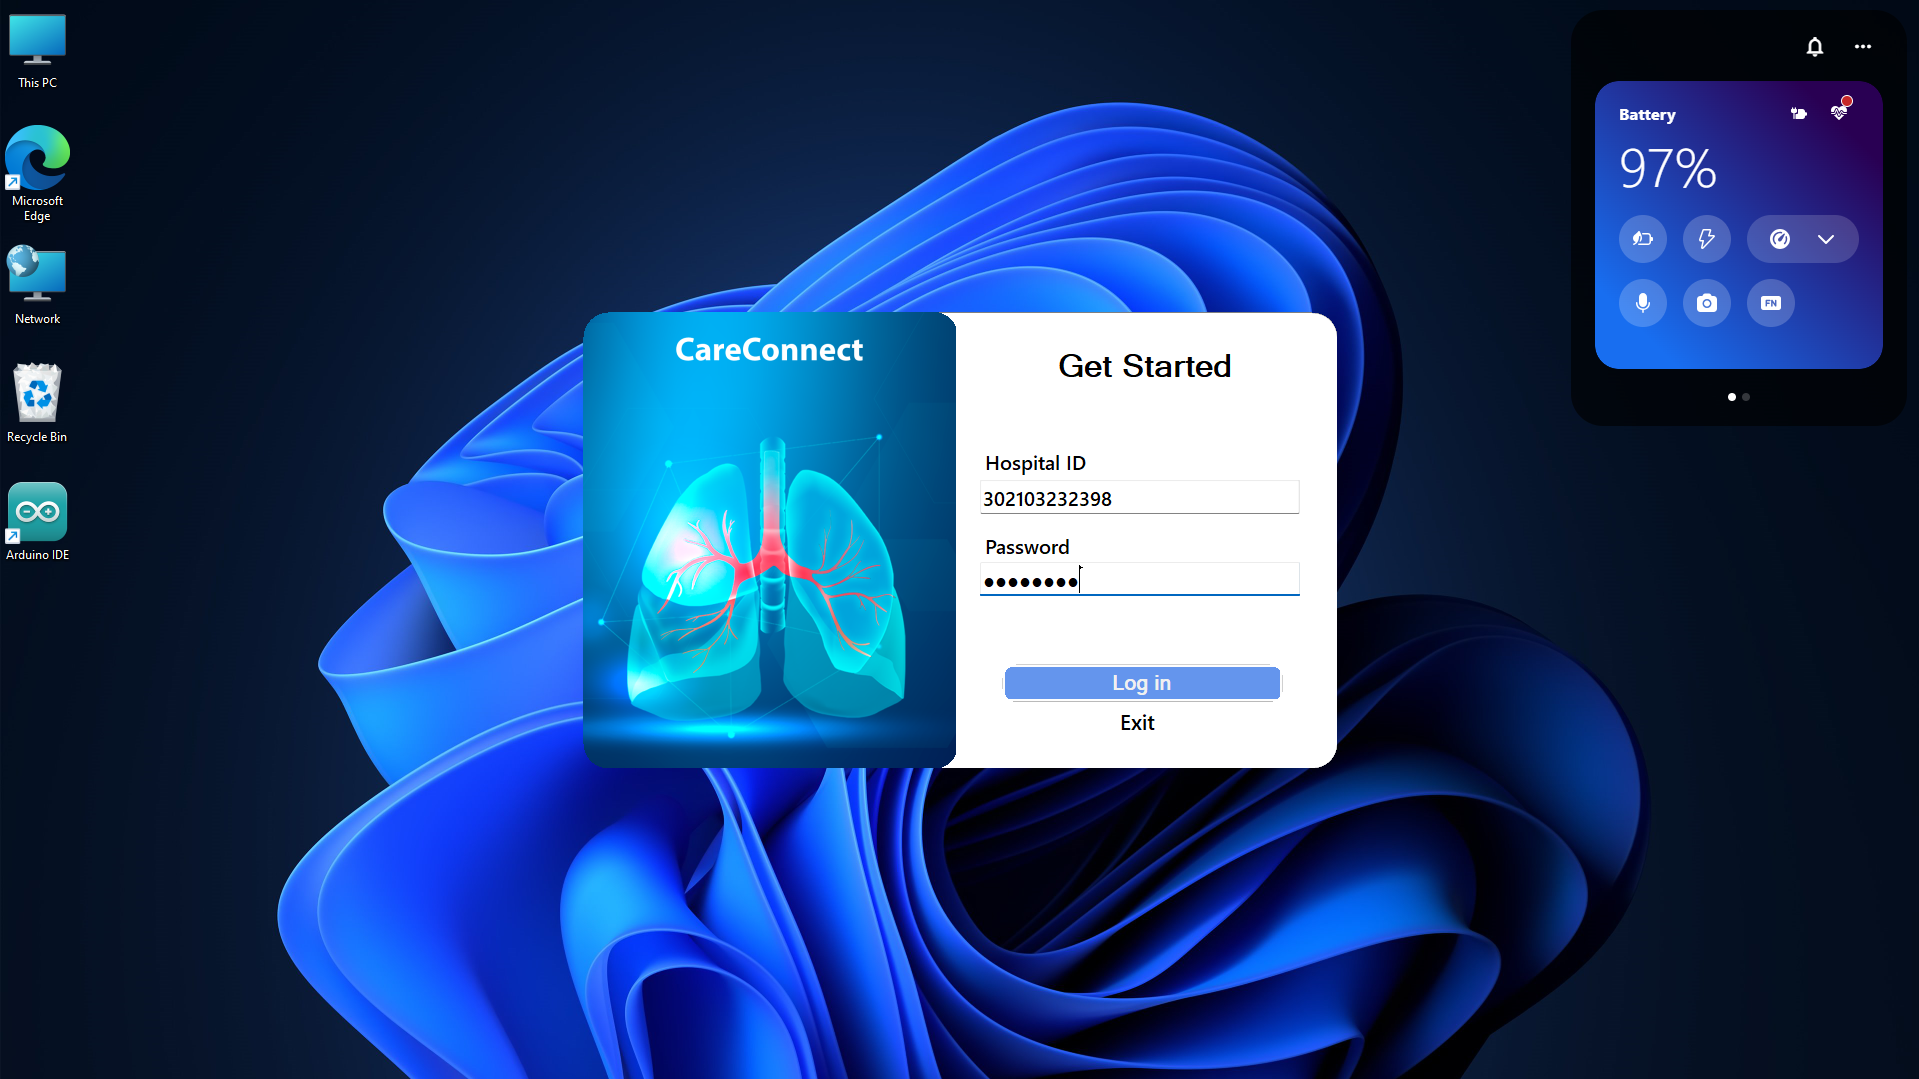 This PC
Microsoft
Edge
Network
Recycle Bin
Arduino IDE
CareConnect
Get Started
Hospital ID
302103232398
Password
●●●●●●●●
Log in
Exit
Battery
97%
FN